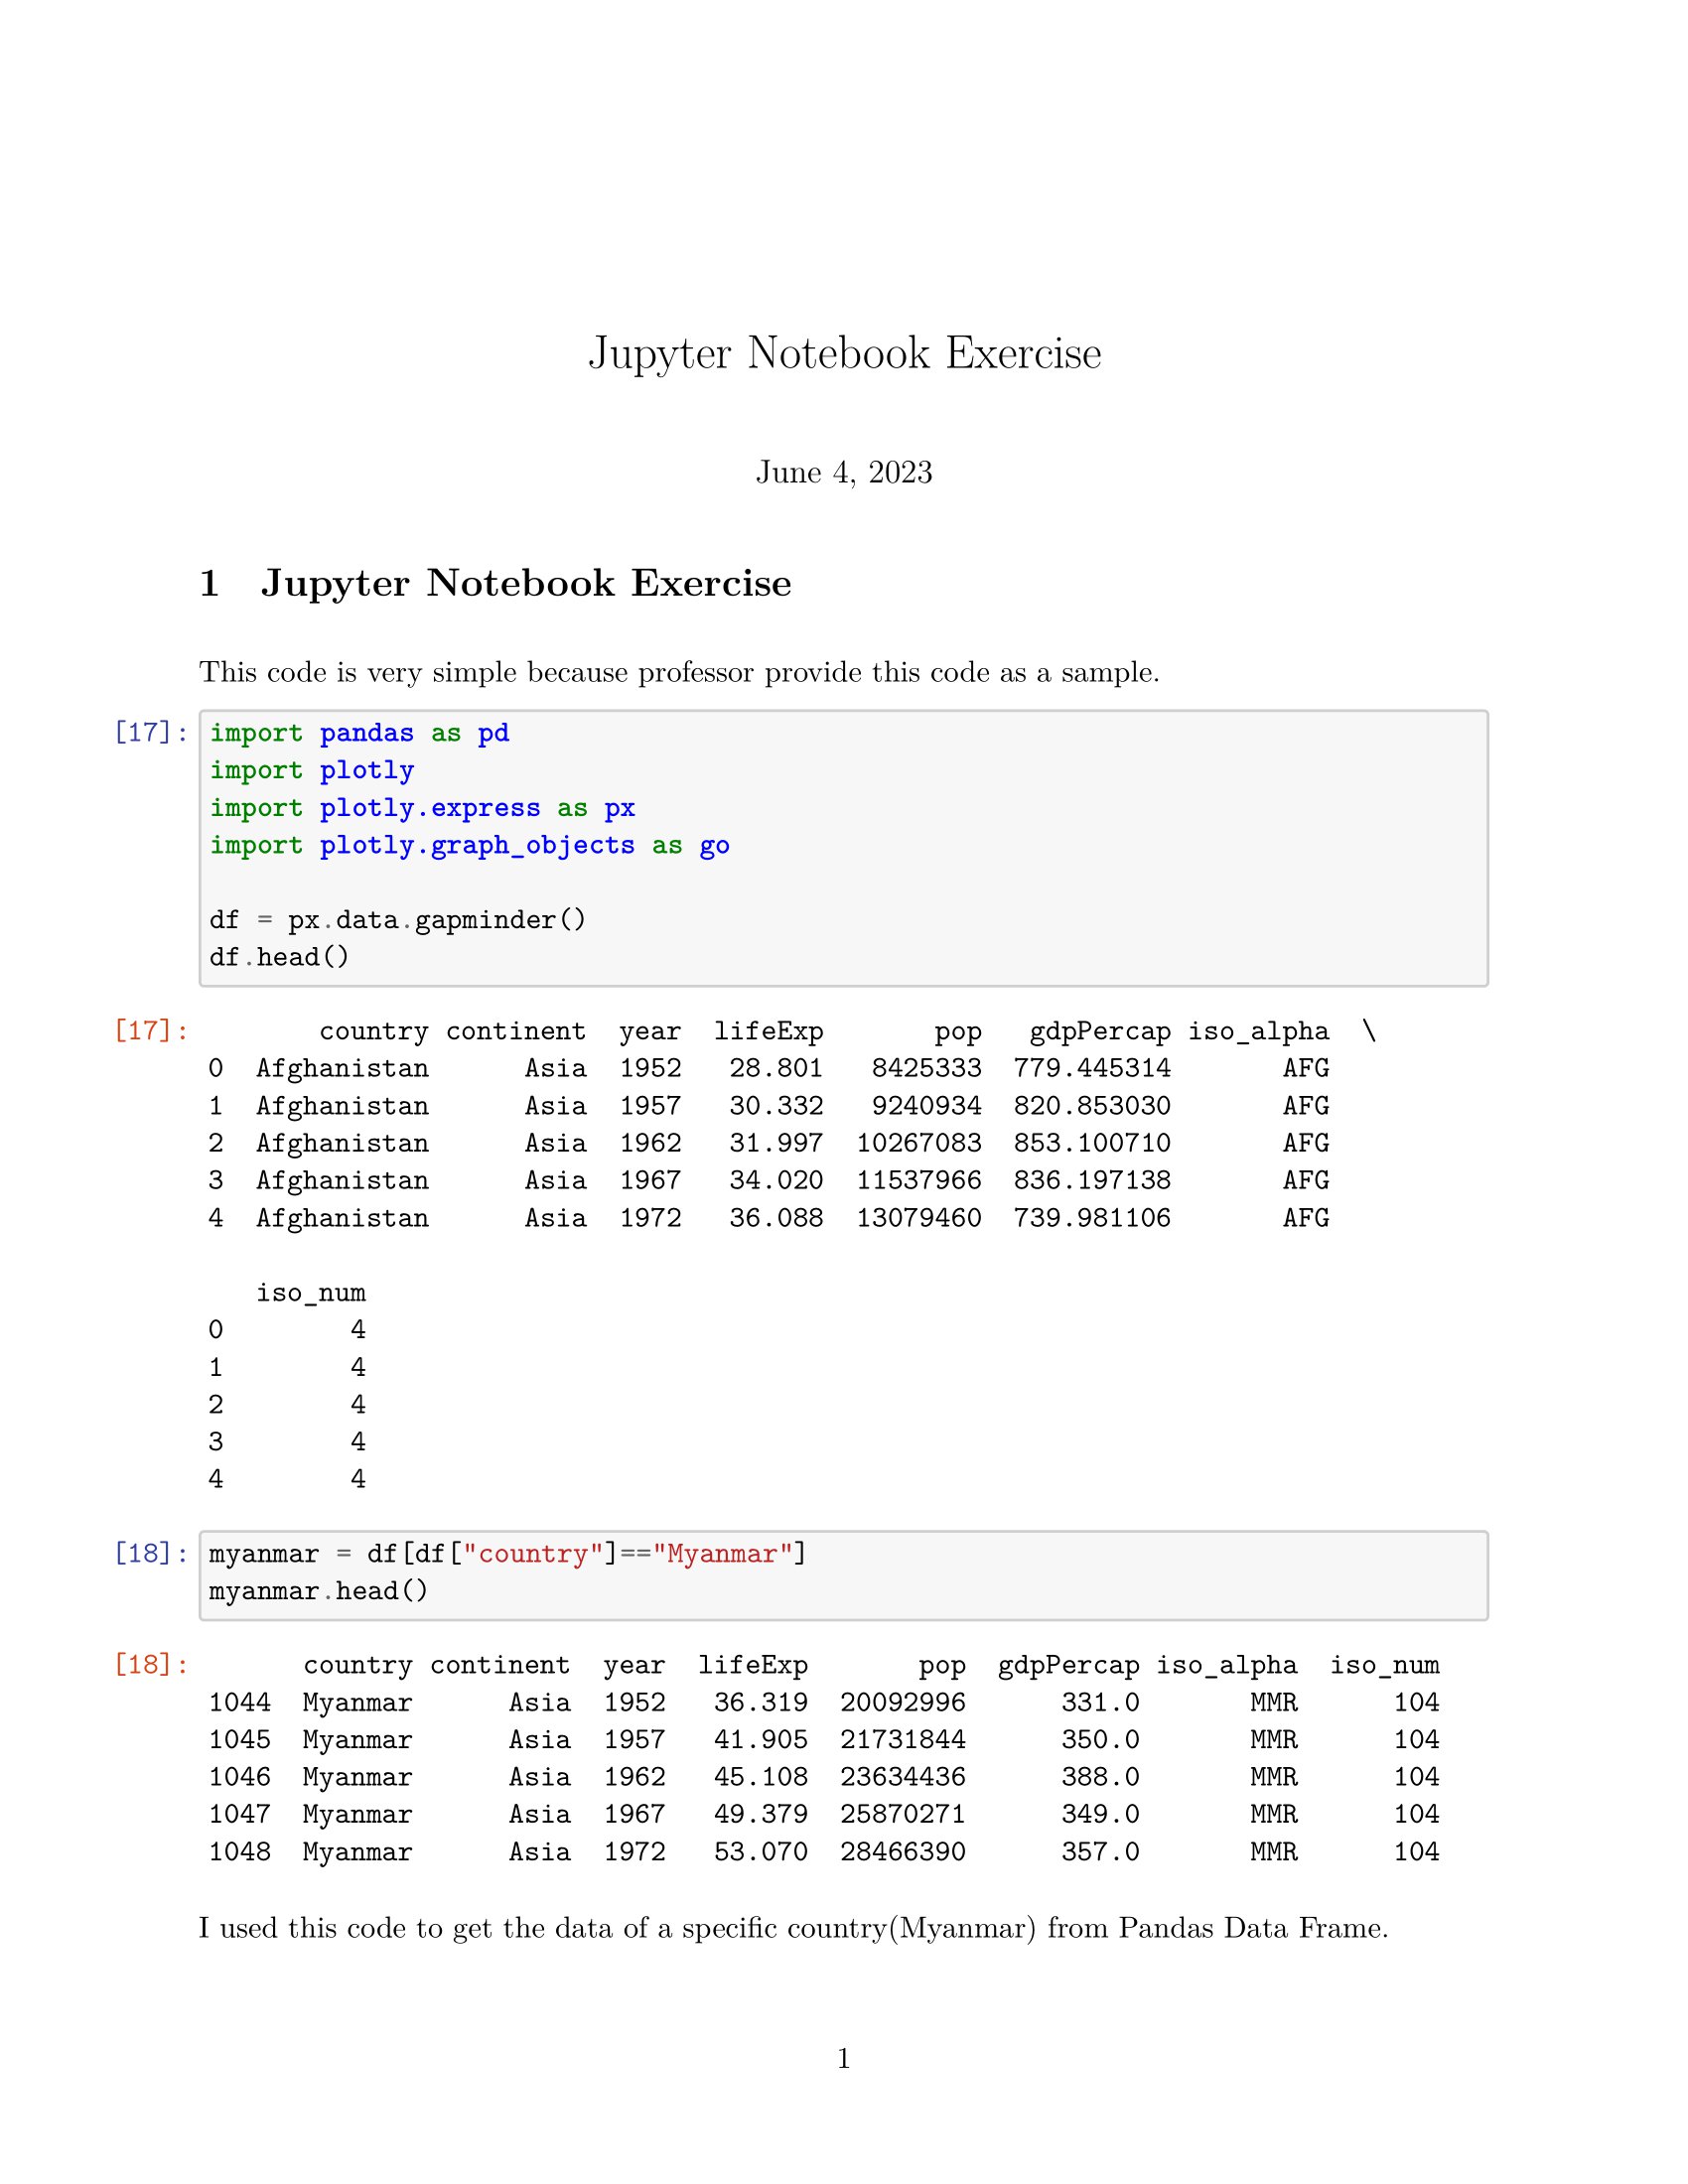 Jupyter Notebook Exercise
June 4, 2023
1 Jupyter Notebook Exercise
This code is very simple because professor provide this code as a sample.
[17]: import pandas as pd
import plotly
import plotly.express as px
import plotly.graph_objects as go
df = px.data.gapminder()
df.head()
[17]: country continent year lifeExp pop gdpPercap iso_alpha \
0 Afghanistan Asia 1952 28.801 8425333 779.445314 AFG
1 Afghanistan Asia 1957 30.332 9240934 820.853030 AFG
2 Afghanistan Asia 1962 31.997 10267083 853.100710 AFG
3 Afghanistan Asia 1967 34.020 11537966 836.197138 AFG
4 Afghanistan Asia 1972 36.088 13079460 739.981106 AFG
iso_num
0 4
1 4
2 4
3 4
4 4
[18]: myanmar = df[df["country"]=="Myanmar"]
myanmar.head()
[18]: country continent year lifeExp pop gdpPercap iso_alpha iso_num
1044 Myanmar Asia 1952 36.319 20092996 331.0 MMR 104
1045 Myanmar Asia 1957 41.905 21731844 350.0 MMR 104
1046 Myanmar Asia 1962 45.108 23634436 388.0 MMR 104
1047 Myanmar Asia 1967 49.379 25870271 349.0 MMR 104
1048 Myanmar Asia 1972 53.070 28466390 357.0 MMR 104
I used this code to get the data of a specific country(Myanmar) from Pandas Data Frame.
1